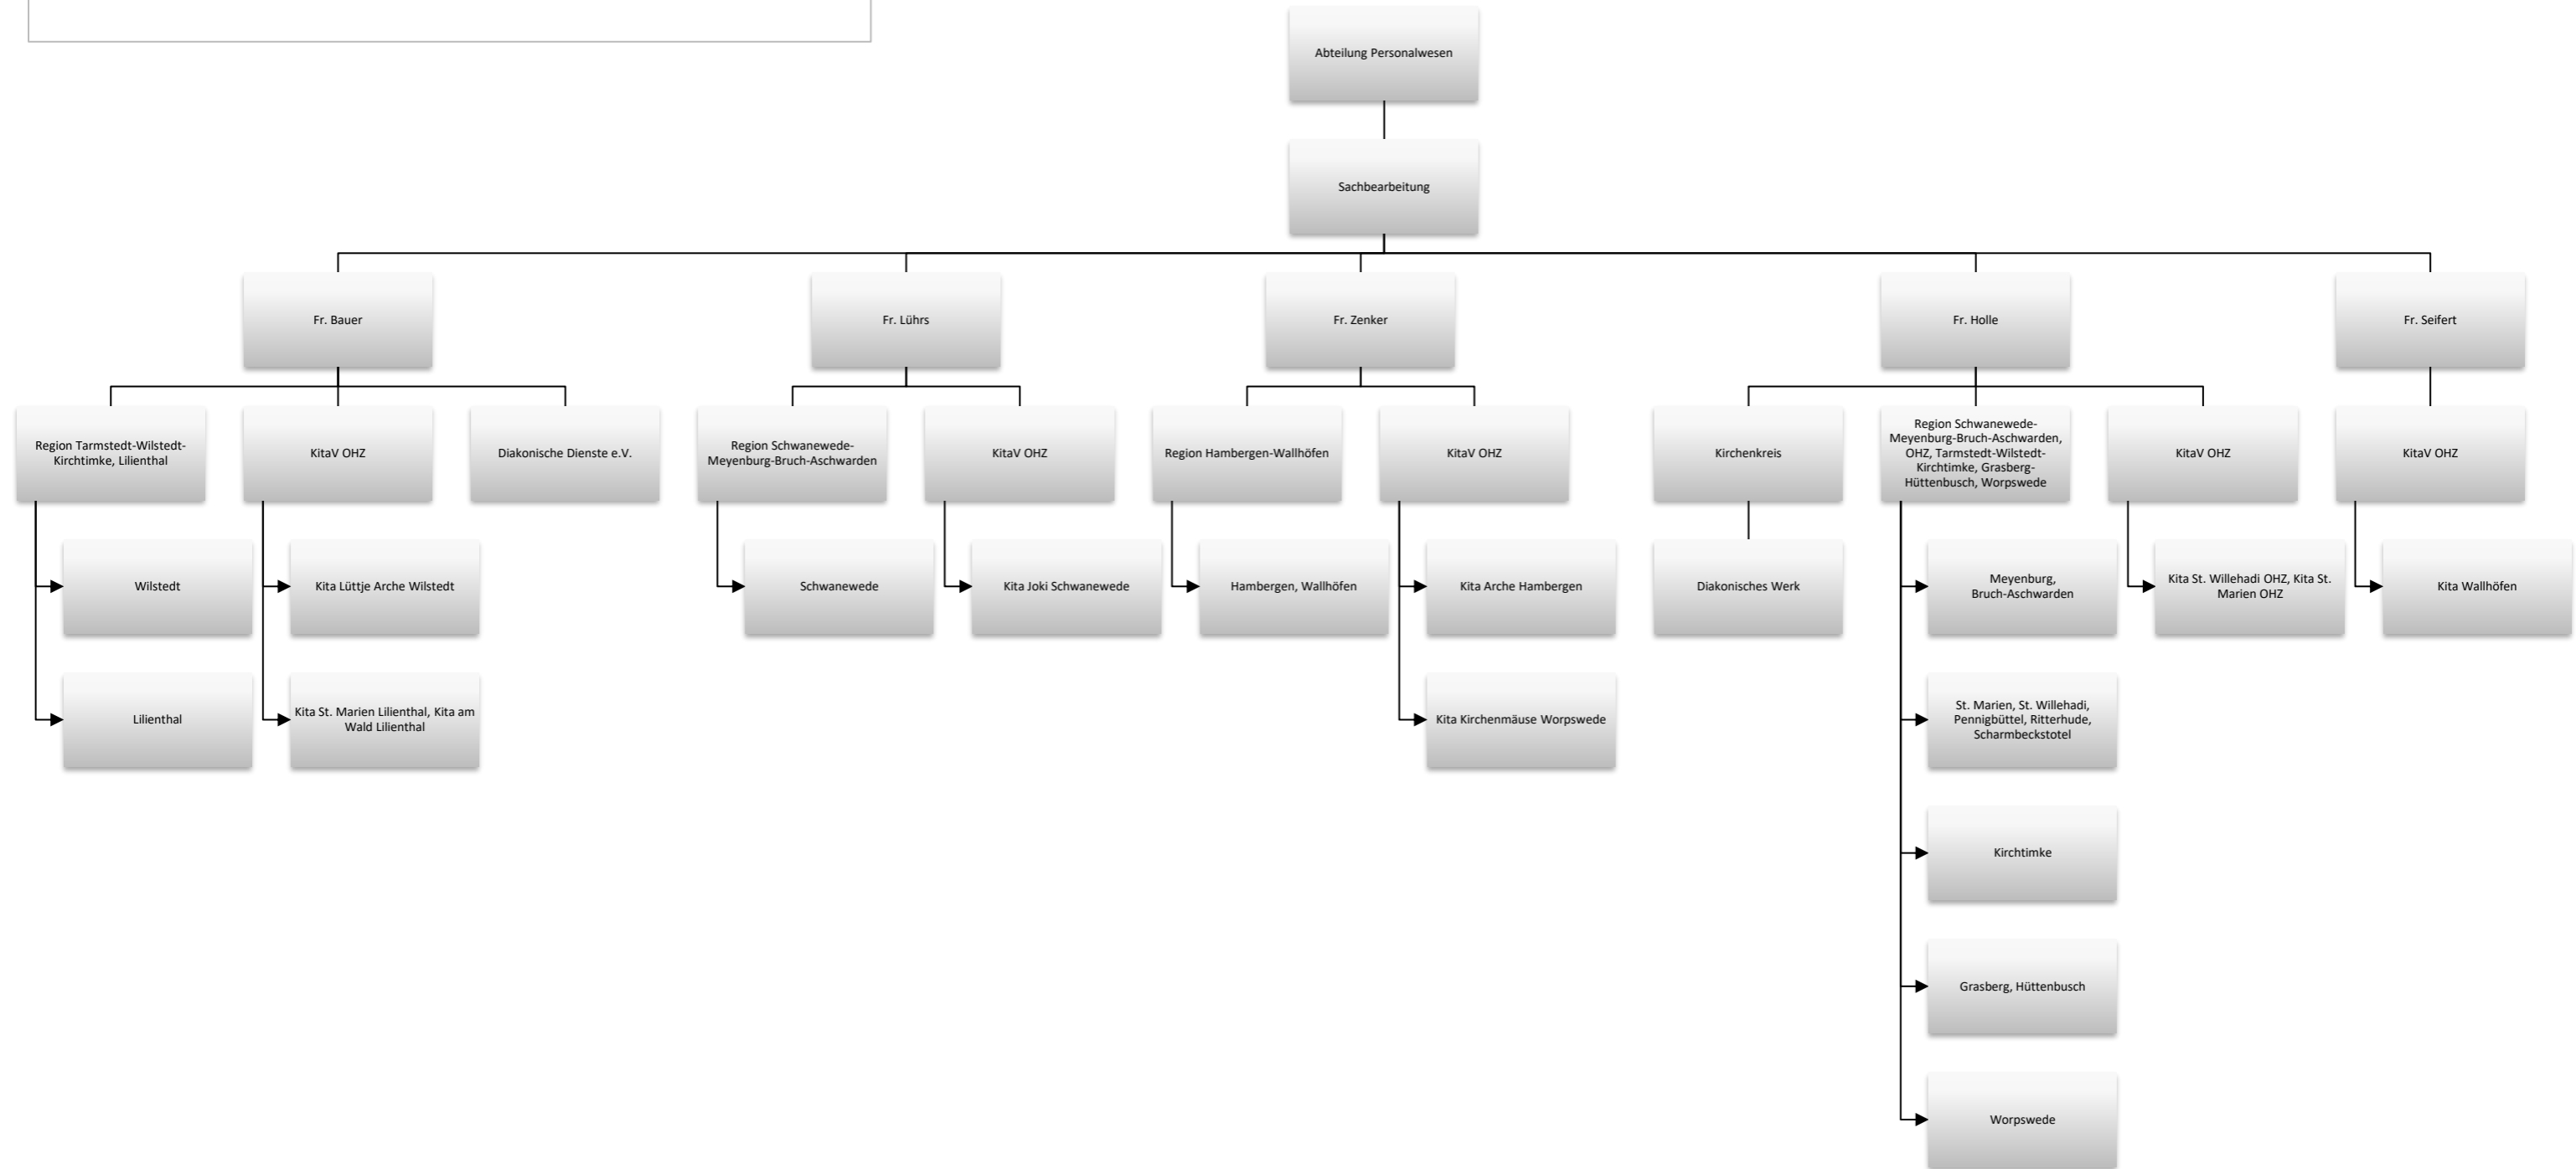 Abteilung Personalwesen
Sachbearbeitung
Fr. Bauer
Fr. Lührs
Fr. Zenker
Fr. Holle
Fr. Seifert
Region Tarmstedt-Wilstedt-
Kirchtimke, Lilienthal
KitaV OHZ
Diakonische Dienste e.V.
Region Schwanewede-
Meyenburg-Bruch-Aschwarden
KitaV OHZ
Region Hambergen-Wallhöfen
KitaV OHZ
Kirchenkreis
Region Schwanewede-
Meyenburg-Bruch-Aschwarden,
OHZ, Tarmstedt-Wilstedt-
Kirchtimke, Grasberg-
Hüttenbusch, Worpswede
KitaV OHZ
KitaV OHZ
Wilstedt
Kita Lüttje Arche Wilstedt
Schwanewede
Kita Joki Schwanewede
Hambergen, Wallhöfen
Kita Arche Hambergen
Diakonisches Werk
Meyenburg,
Bruch-Aschwarden
Kita St. Willehadi OHZ, Kita St.
Marien OHZ
Kita Wallhöfen
Lilienthal
Kita St. Marien Lilienthal, Kita am
Wald Lilienthal
Kita Kirchenmäuse Worpswede
St. Marien, St. Willehadi,
Pennigbüttel, Ritterhude,
Scharmbeckstotel
Kirchtimke
Grasberg, Hüttenbusch
Worpswede